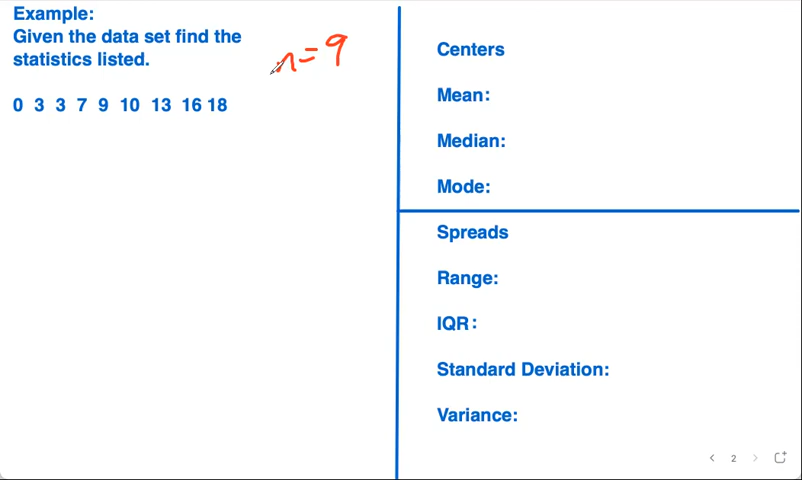 Example:
Given the data set find the
statistics listed.
n=9
0 3 3 7 9 10 13 16 18
Centers
Mean:
Median:
Mode:
Spreads
Range:
IQR:
Standard Deviation:
Variance:
2